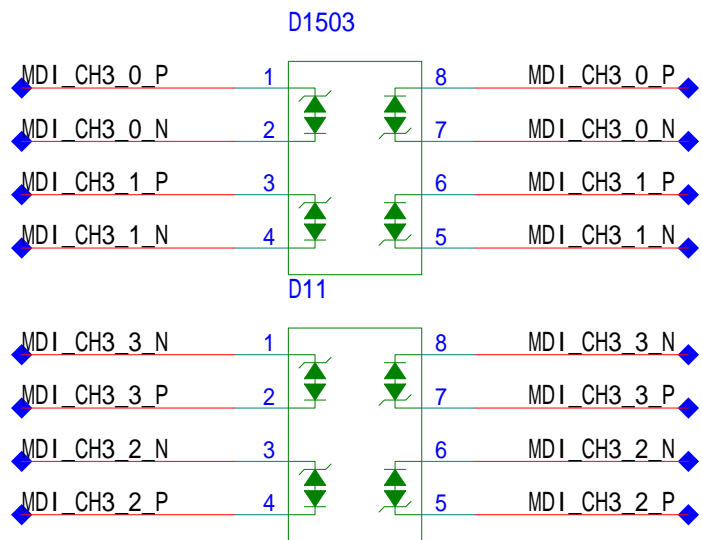 D1503
MDI_CH3_0_P 1 8 MDI_CH3_0_P
MDI_CH3_0_N 2 7 MDI_CH3_0_N
MDI_CH3_1_P 3 6 MDI_CH3_1_P
MDI_CH3_1_N 4 5 MDI_CH3_1_N
D11
MDI_CH3_3_N 1 8 MDI_CH3_3_N
MDI_CH3_3_P 2 7 MDI_CH3_3_P
MDI_CH3_2_N 3 6 MDI_CH3_2_N
MDI_CH3_2_P 4 5 MDI_CH3_2_P